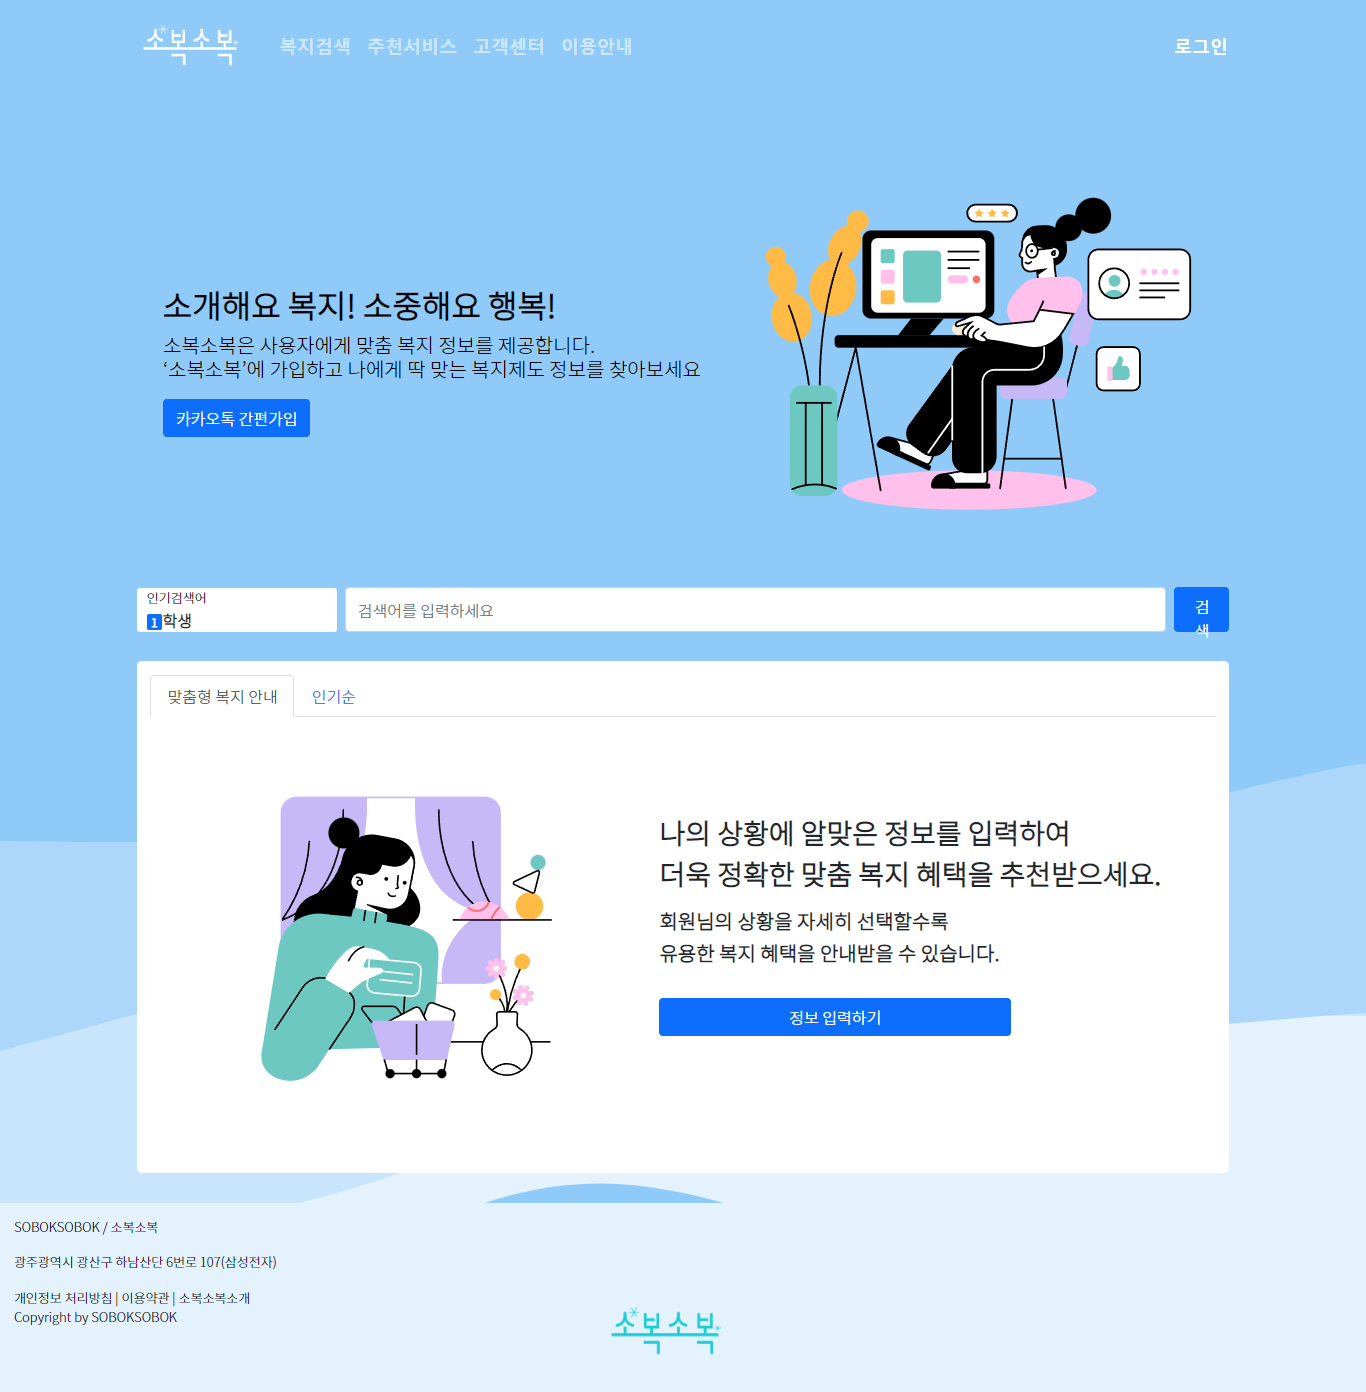 소복소복
복지검색 추천서비스 고객센터 이용안내 로그인
소개해요 복지! 소중해요 행복!
소복소복은 사용자에게 맞춤 복지 정보를 제공합니다.
‘소복소복’에 가입하고 나에게 딱 맞는 복지제도 정보를 찾아보세요
카카오톡 간편가입
인기검색어
1 학생
검색어를 입력하세요
검
색
맞춤형 복지 안내 인기순
나의 상황에 알맞은 정보를 입력하여
더욱 정확한 맞춤 복지 혜택을 추천받으세요.
회원님의 상황을 자세히 선택할수록
유용한 복지 혜택을 안내받을 수 있습니다.
정보 입력하기
SOBOKSOBOK / 소복소복
광주광역시 광산구 하남산단 6번로 107(삼성전자)
개인정보 처리방침 | 이용약관 | 소복소복소개
Copyright by SOBOKSOBOK
소복소복